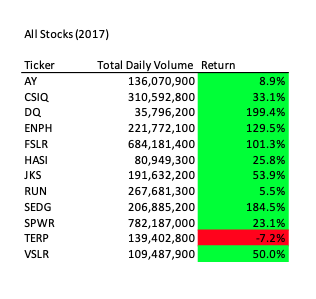 All Stocks (2017)
Ticker Total Daily Volume Return
AY 136,070,900 8.9%
CSIQ 310,592,800 33.1%
DQ 35,796,200 199.4%
ENPH 221,772,100 129.5%
FSLR 684,181,400 101.3%
HASI 80,949,300 25.8%
JKS 191,632,200 53.9%
RUN 267,681,300 5.5%
SEDG 206,885,200 184.5%
SPWR 782,187,000 23.1%
TERP 139,402,800 -7.2%
VSLR 109,487,900 50.0%